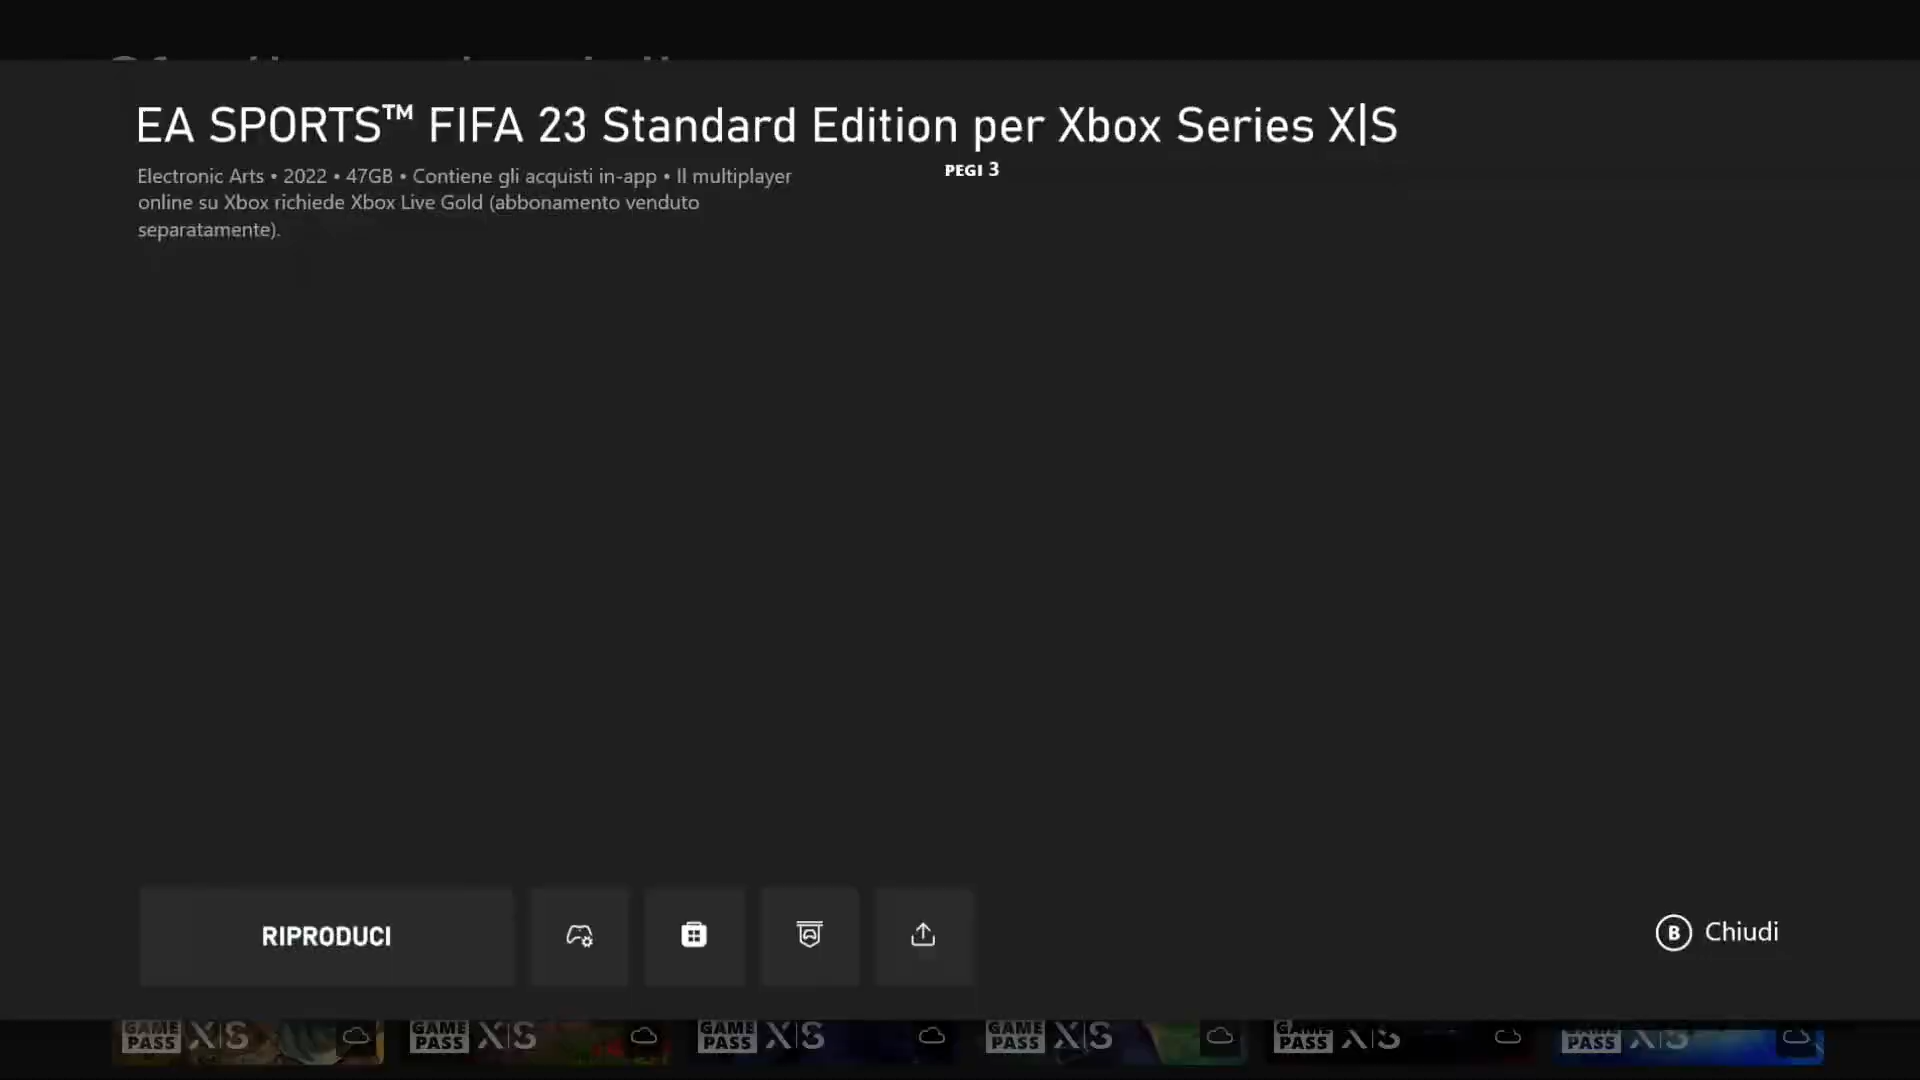 EA SPORTS™ FIFA 23 Standard Edition per Xbox Series X|S
Electronic Arts • 2022 • 47GB • Contiene gli acquisti in-app • Il multiplayer
online su Xbox richiede Xbox Live Gold (abbonamento venduto
separatamente).
PEGI 3
RIPRODUCI
B Chiudi
GAME PASS X|S
GAME PASS X|S
GAME PASS X|S
GAME PASS X|S
GAME PASS X|S
GAME PASS X|S